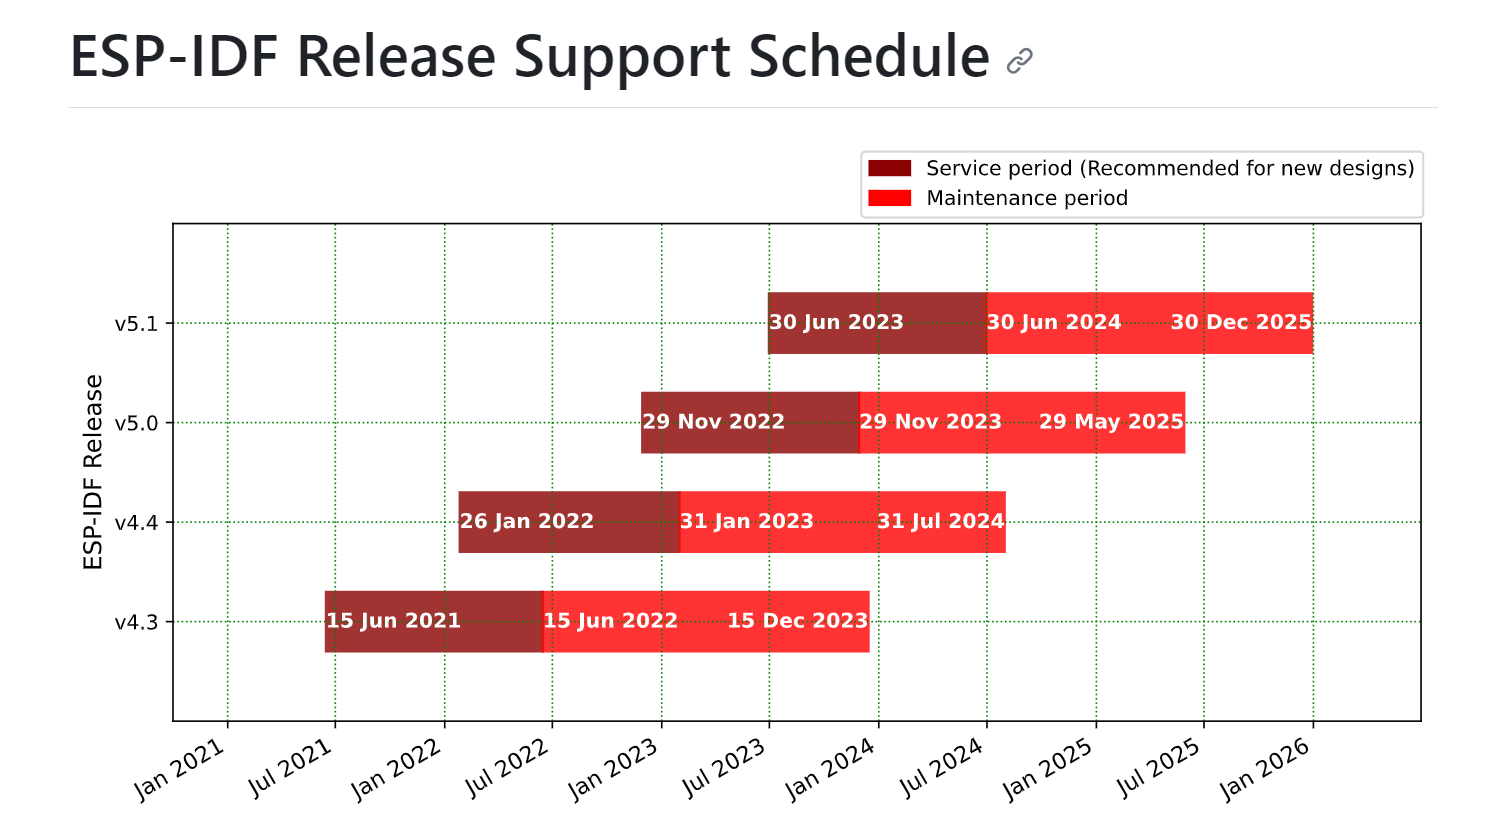 ESP-IDF Release Support Schedule
Service period (Recommended for new designs)
Maintenance period
ESP-IDF Release
v5.1
30 Jun 2023
30 Jun 2024
30 Dec 2025
v5.0
29 Nov 2022
29 Nov 2023
29 May 2025
v4.4
26 Jan 2022
31 Jan 2023
31 Jul 2024
v4.3
15 Jun 2021
15 Jun 2022
15 Dec 2023
Jan 2021
Jul 2021
Jan 2022
Jul 2022
Jan 2023
Jul 2023
Jan 2024
Jul 2024
Jan 2025
Jul 2025
Jan 2026